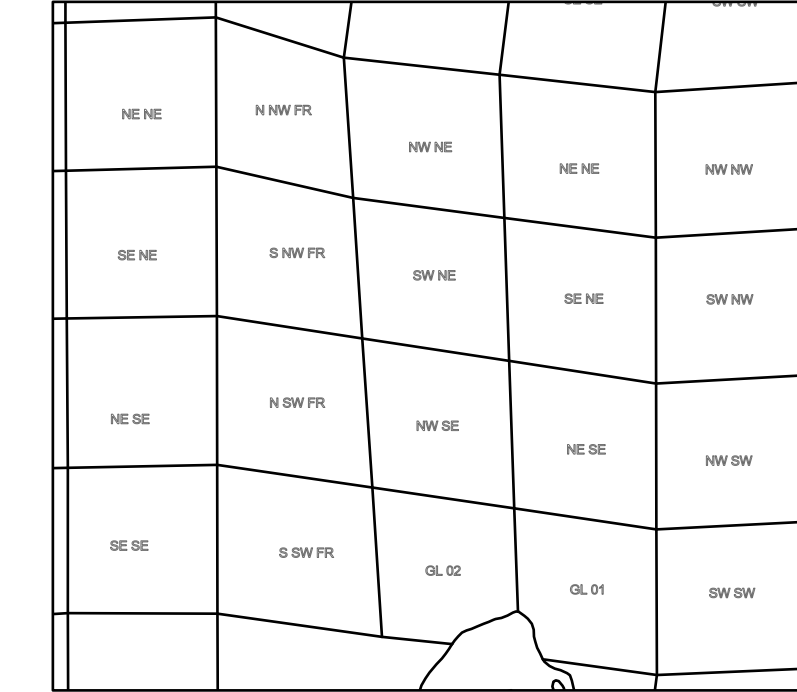 SW SW
NE NE
N NW FR
NW NE
NE NE
NW NW
SE NE
S NW FR
SW NE
SE NE
SW NW
NE SE
N SW FR
NW SE
NE SE
NW SW
SE SE
S SW FR
GL 02
GL 01
SW SW